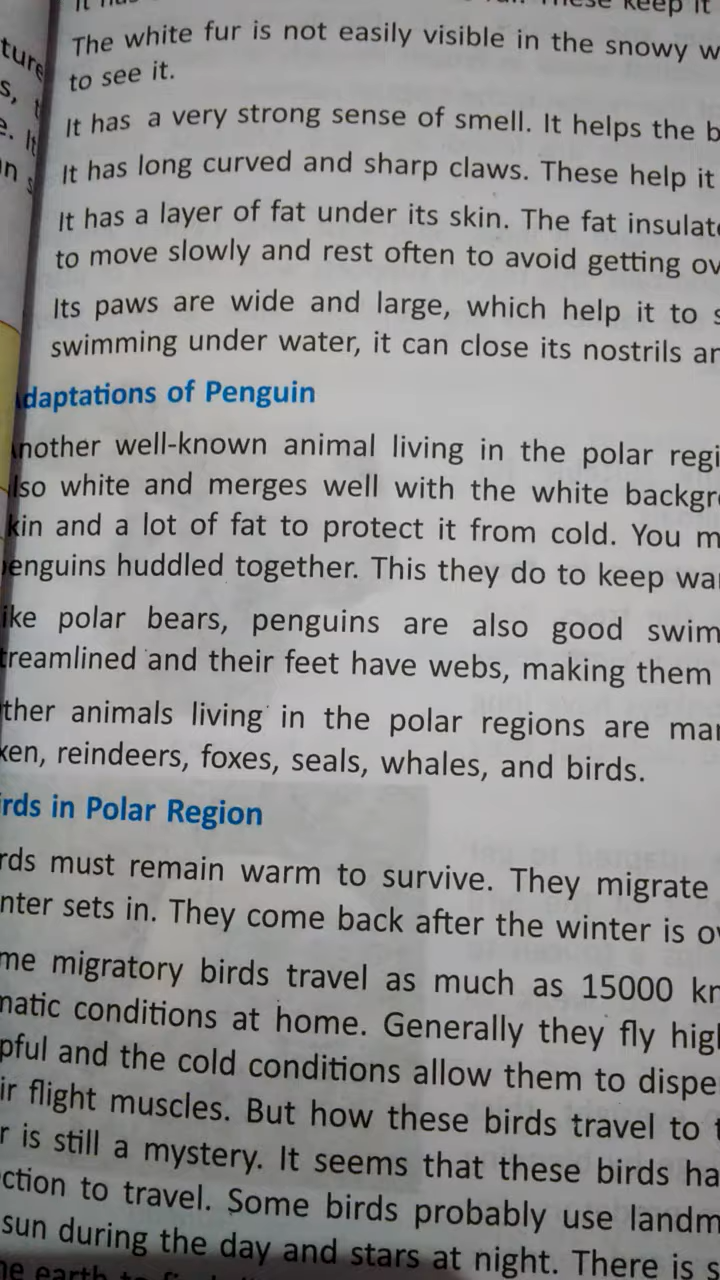 The white fur is not easily visible in the snowy w
to see it.
It has a very strong sense of smell. It helps the b
It has long curved and sharp claws. These help it
It has a layer of fat under its skin. The fat insulate
to move slowly and rest often to avoid getting ov
Its paws are wide and large, which help it to s
swimming under water, it can close its nostrils an
daptations of Penguin
nother well-known animal living in the polar regi
lso white and merges well with the white backgro
kin and a lot of fat to protect it from cold. You m
enguins huddled together. This they do to keep wa
ike polar bears, penguins are also good swim
treamlined and their feet have webs, making them
ther animals living in the polar regions are ma
xen, reindeers, foxes, seals, whales, and birds.
irds in Polar Region
rds must remain warm to survive. They migrate
nter sets in. They come back after the winter is ov
me migratory birds travel as much as 15000 km
matic conditions at home. Generally they fly high
pful and the cold conditions allow them to dispe
ir flight muscles. But how these birds travel to t
r is still a mystery. It seems that these birds ha
ction to travel. Some birds probably use landm
sun during the day and stars at night. There is s